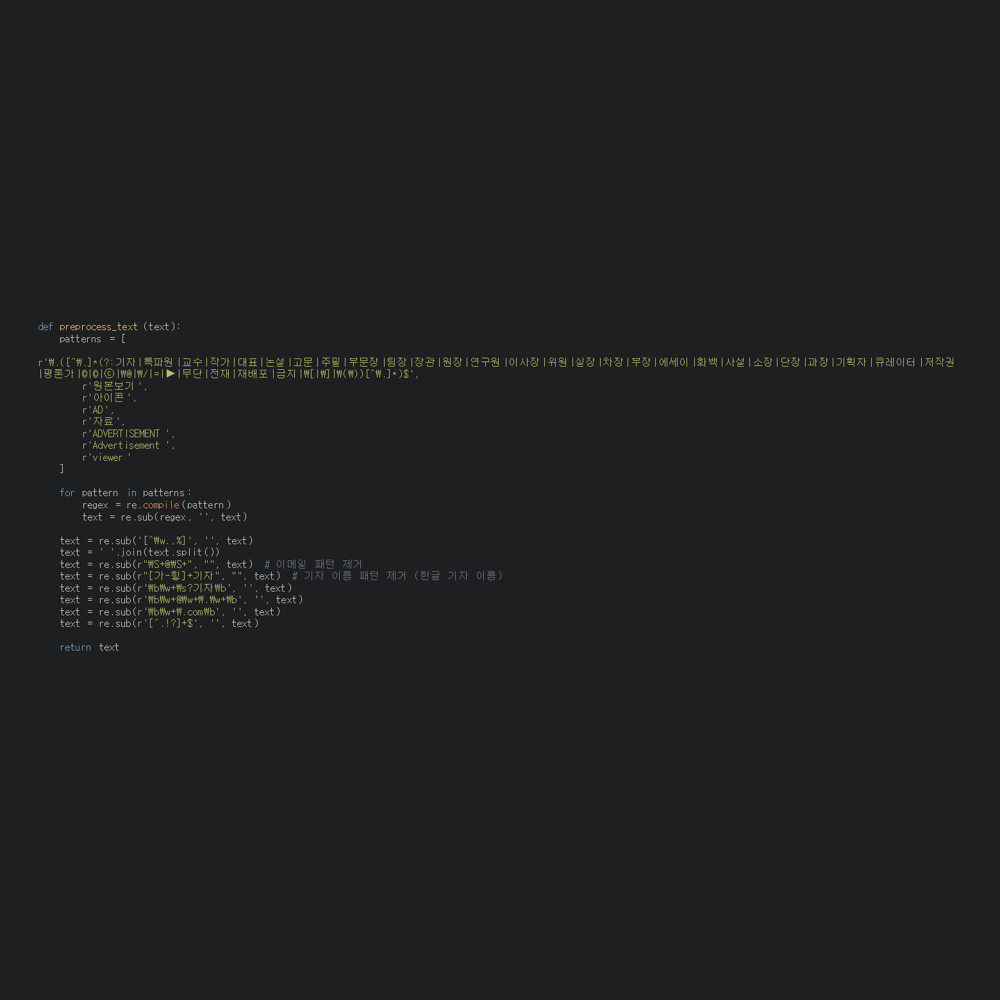 def preprocess_text(text):
    patterns = [
r'₩.([^₩.]*(?:기자|특파원|교수|작가|대표|논설|고문|주필|부문장|팀장|장관|원장|연구원|이사장|위원|실장|차장|부장|에세이|화백|사설|소장|단장|과장|기획자|큐레이터|저작권
|평론가|©|©|ⓒ|₩@|₩/|=|▶|무단|전재|재배포|금지|₩[|₩]|₩(₩))[^₩.]*)$',
        r'원본보기',
        r'아이콘',
        r'AD',
        r'자료',
        r'ADVERTISEMENT',
        r'Advertisement',
        r'viewer'
    ]
    for pattern in patterns:
        regex = re.compile(pattern)
        text = re.sub(regex, '', text)
    text = re.sub('[^₩w.,%]', '', text)
    text = ' '.join(text.split())
    text = re.sub(r"₩S+@₩S+", "", text)  # 이메일 패턴 제거
    text = re.sub(r"[가-힣]+기자", "", text)  # 기자 이름 패턴 제거 (한글 기자 이름)
    text = re.sub(r'₩b₩w+₩s?기자₩b', '', text)
    text = re.sub(r'₩b₩w+@₩w+₩.₩w+₩b', '', text)
    text = re.sub(r'₩b₩w+₩.com₩b', '', text)
    text = re.sub(r'[^.!?]+$', '', text)
    return text